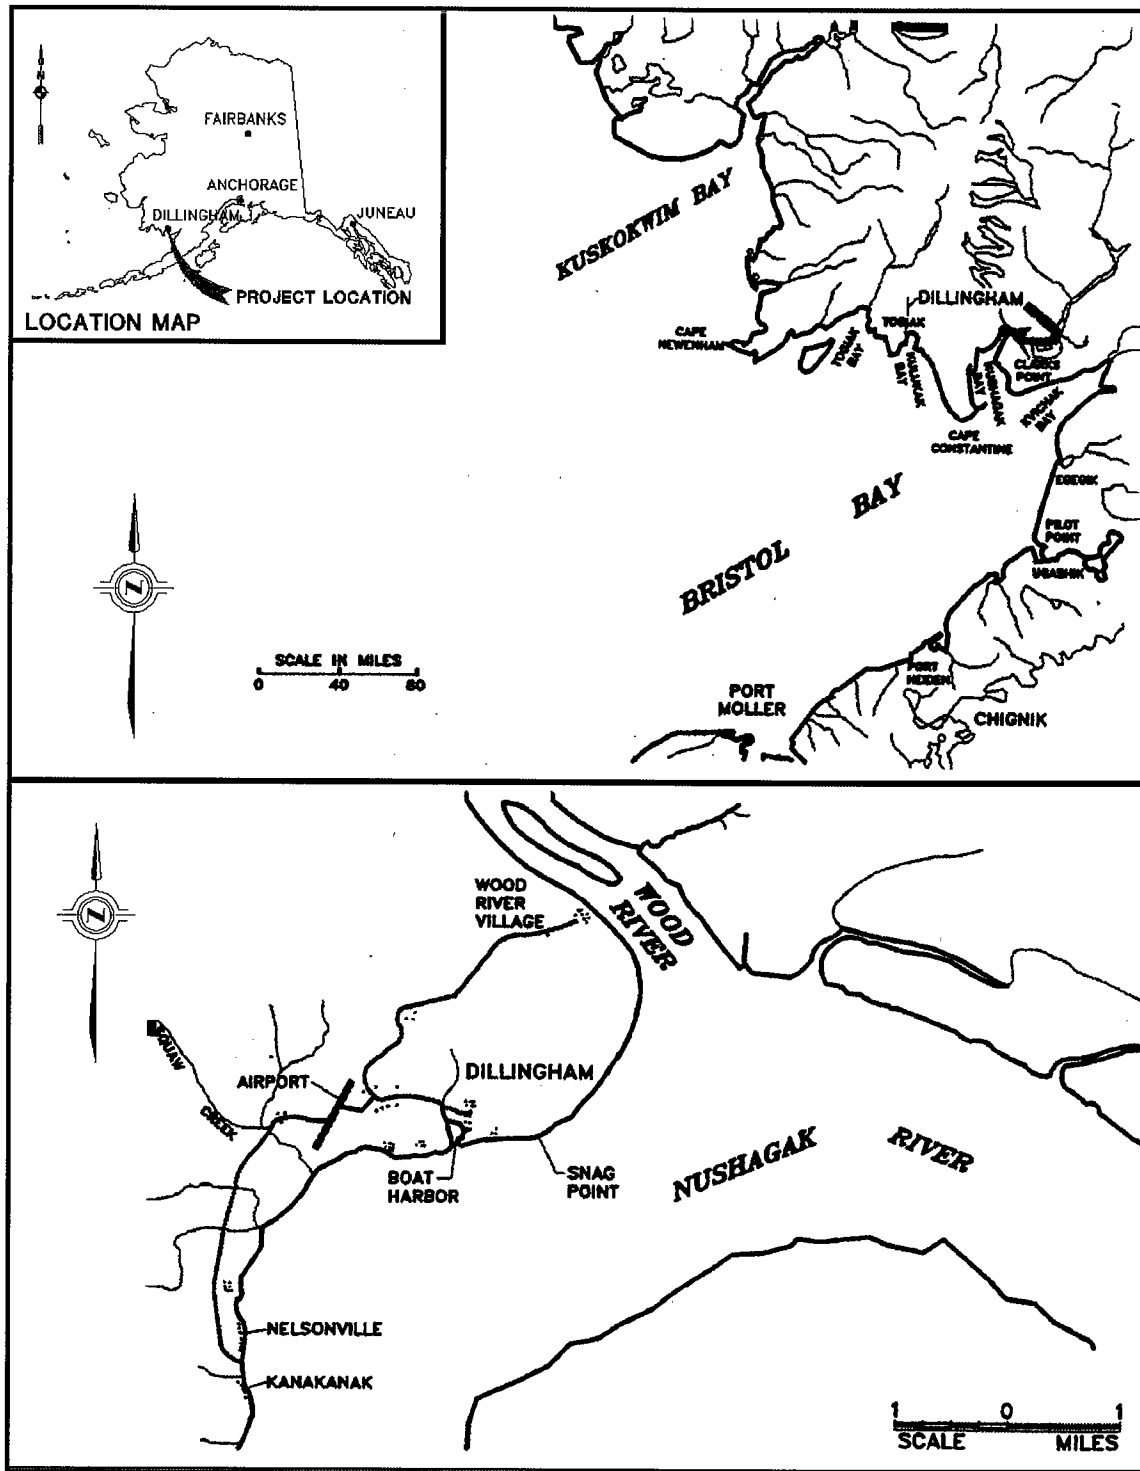 N
FAIRBANKS
ANCHORAGE
DILLINGHAM
JUNEAU
PROJECT LOCATION
LOCATION MAP
KUSKOKWIM BAY
DILLINGHAM
CAPE
NEWENHAM
TOGIAK
BAY
TOGIAK
KULUKAK
BAY
NUSHAGAK
BAY
CLARKS
POINT
KVICHAK
BAY
CAPE
CONSTANTINE
EGEGIK
BRISTOL BAY
PILOT
POINT
UGASHIK
N
SCALE IN MILES
0 40 80
PORT
HEIDEN
PORT
MOLLER
CHIGNIK
N
WOOD
RIVER
VILLAGE
WOOD
RIVER
SQUAW
CREEK
AIRPORT
DILLINGHAM
BOAT
HARBOR
SNAG
POINT
NUSHAGAK RIVER
NELSONVILLE
KANAKANAK
1 0 1
SCALE MILES